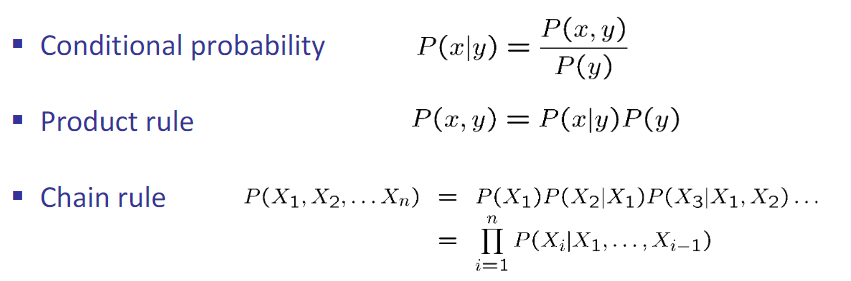 ▪ Conditional probability P(x|y) = P(x, y) / P(y)
▪ Product rule P(x, y) = P(x|y)P(y)
▪ Chain rule P(X₁, X₂, . . . Xₙ) = P(X₁)P(X₂|X₁)P(X₃|X₁, X₂) . . .
= ∏ⁿᵢ₌₁ P(Xᵢ|X₁, . . . , Xᵢ₋₁)